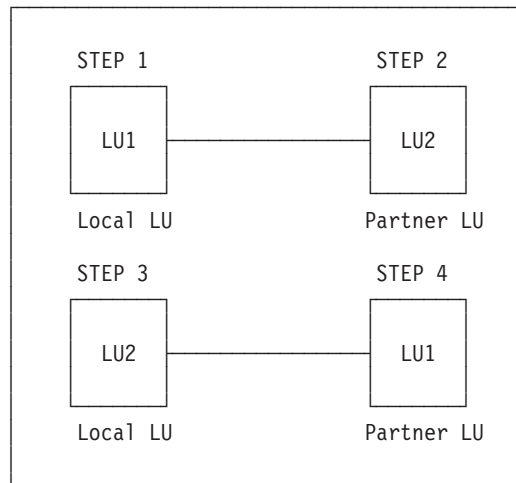 STEP 1 STEP 2
LU1 LU2
Local LU Partner LU
STEP 3 STEP 4
LU2 LU1
Local LU Partner LU